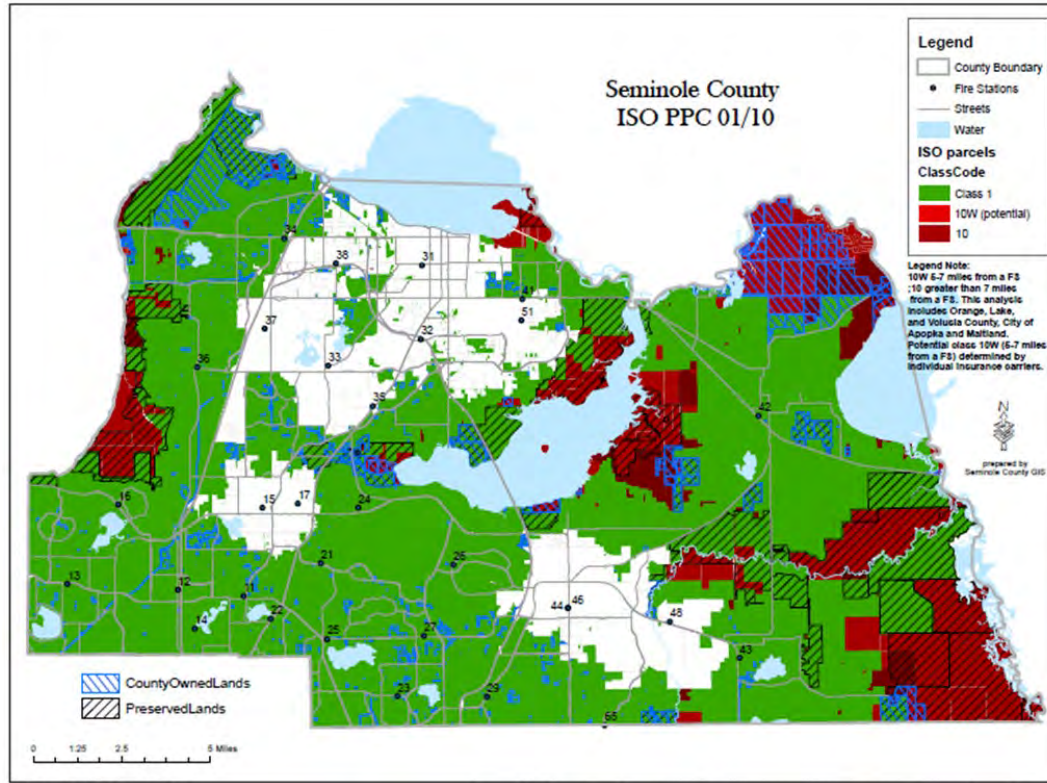 Seminole County
ISO PPC 01/10
Legend
County Boundary
Fire Stations
Streets
Water
ISO parcels
ClassCode
Class 1
10W (potential)
10
Legend Note:
10W 5-7 miles from a FS
;10 greater than 7 miles
from a FS. This analysis
includes Orange, Lake,
and Volusia County, City of
Apopka and Maitland.
Potential class 10W (5-7 miles
from a FS) determined by
individual insurance carriers.
N
prepared by
Seminole County GIS
34
38
31
41
51
37
32
33
36
35
42
16
15
17
24
21
26
13
12
11
14
22
25
27
44
46
48
43
23
29
65
CountyOwnedLands
PreservedLands
0 1.25 2.5 5 Miles